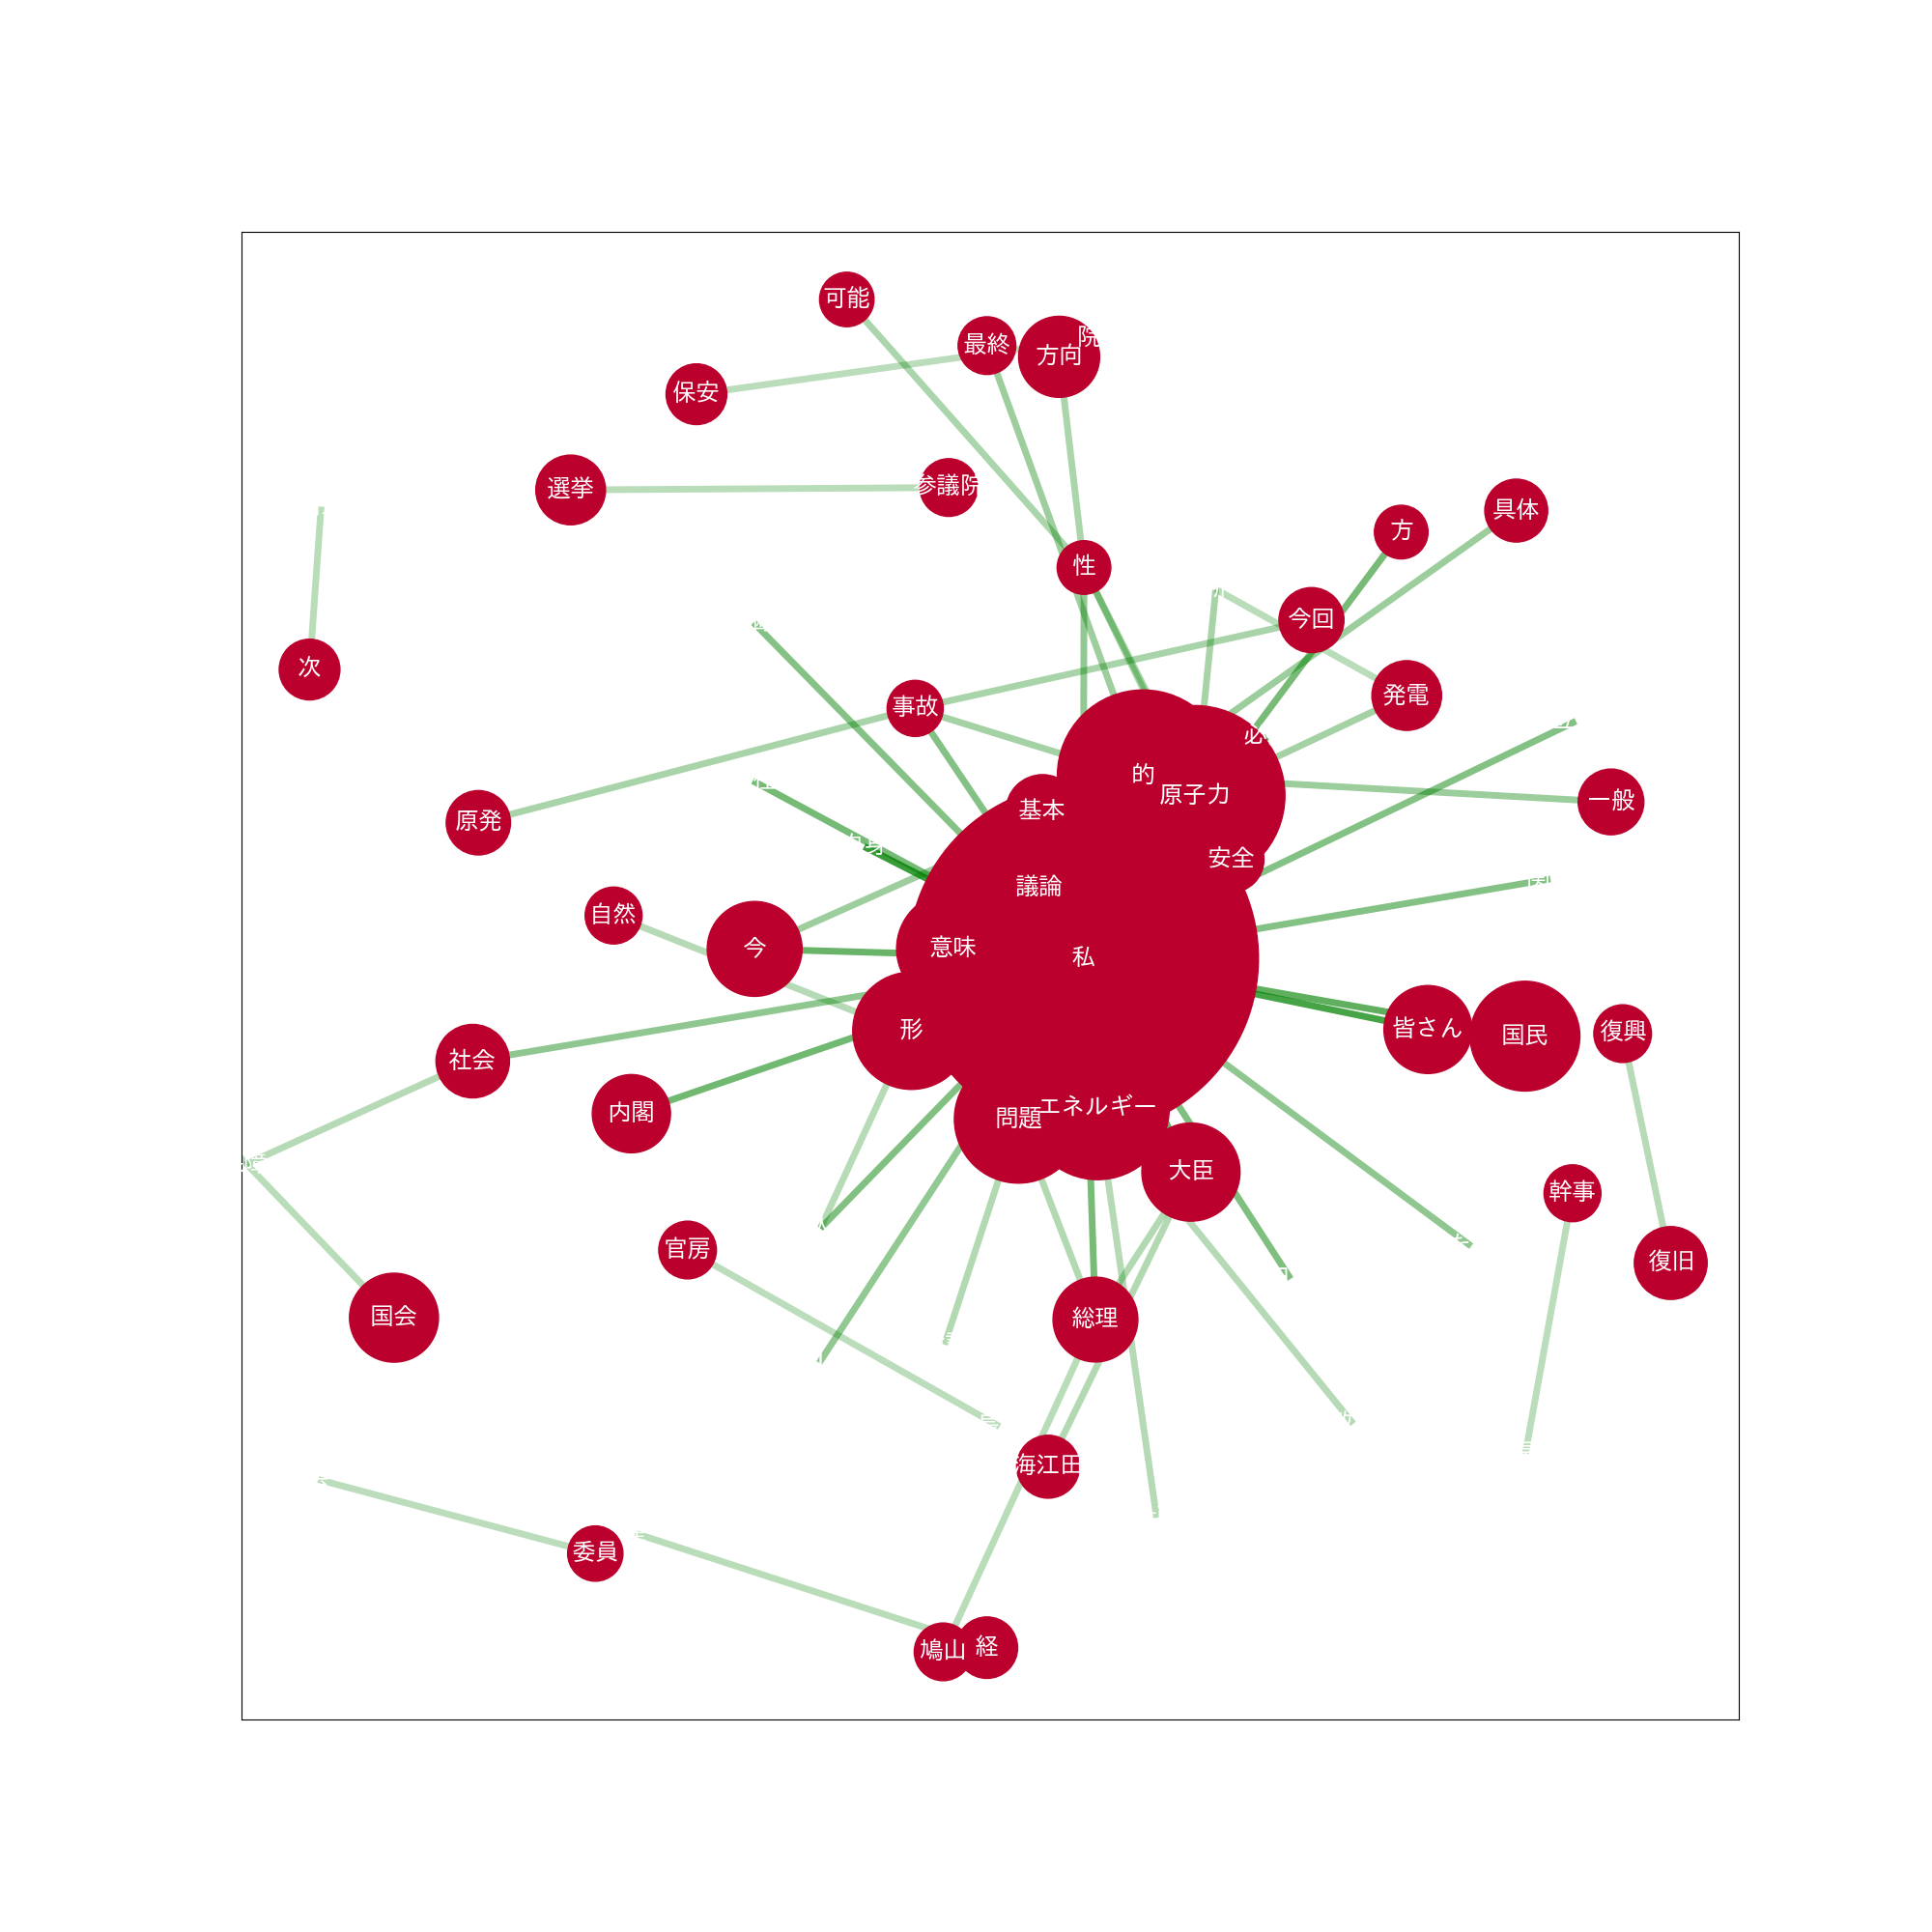 可能
最終
方向
院
保安
選挙
参議院
具体
方
性
今回
次
発電
事故
必
的
原子力
一般
基本
原発
安全
議論
自然
今
意味
私
形
皆さん
国民
復興
社会
内閣
問題
エネルギー
大臣
幹事
官房
復旧
国会
総理
海江田
委員
鳩山
経